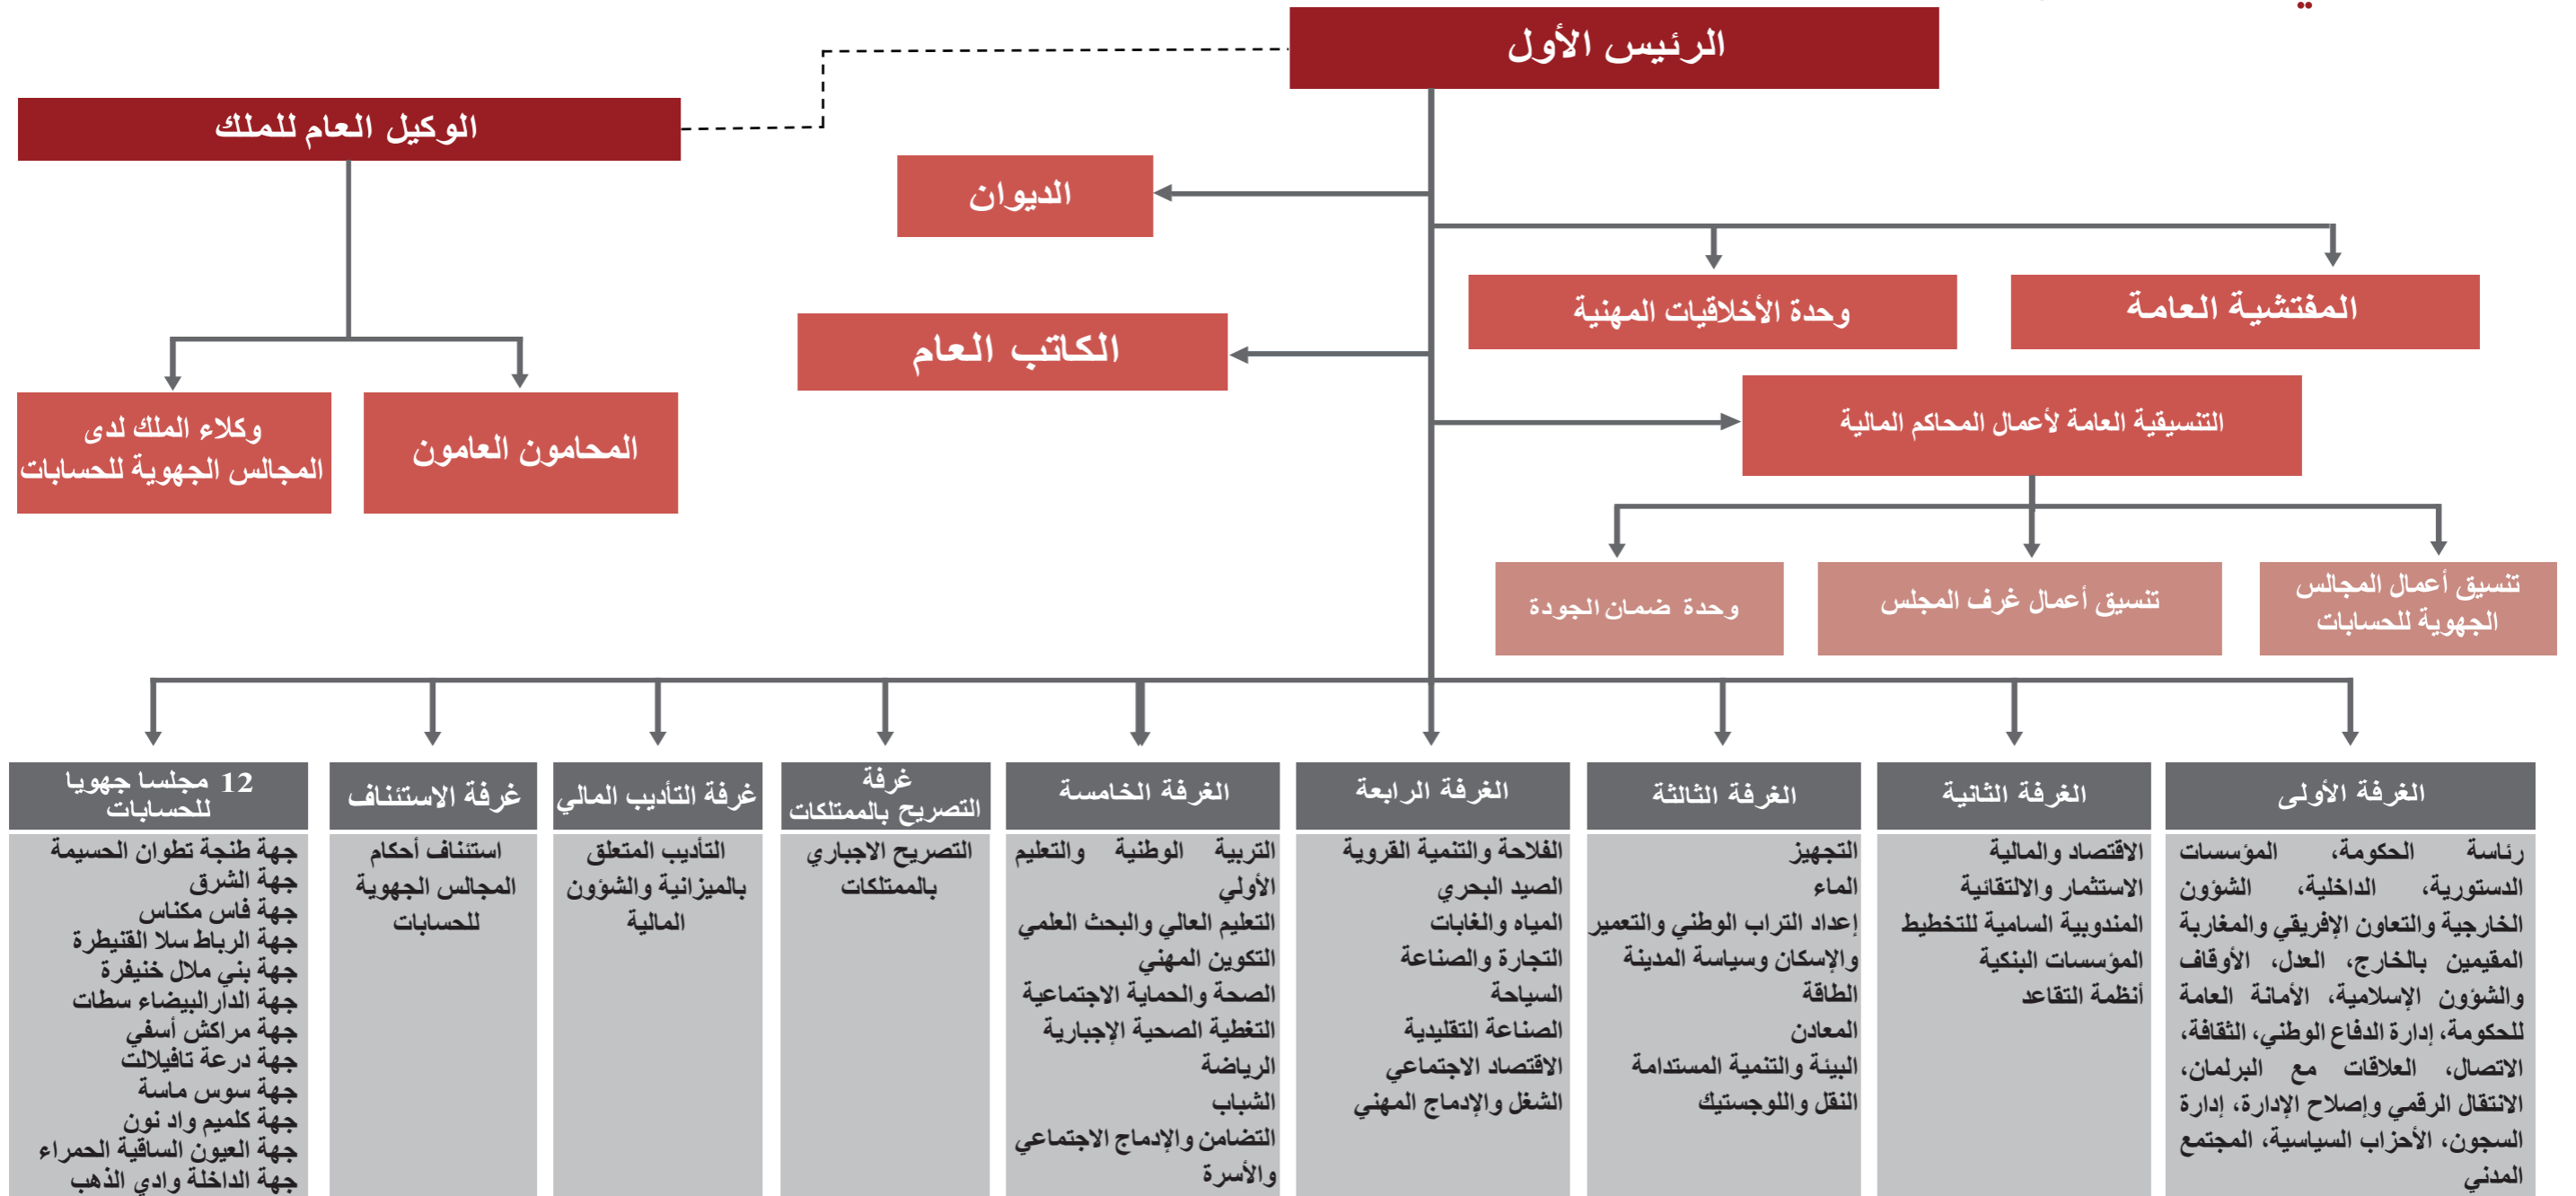 الرئيس الأول
الوكيل العام للملك
الديوان
المفتشية العامة
وحدة الأخلاقيات المهنية
الكاتب العام
التنسيقية العامة لأعمال المحاكم المالية
المحامون العامون
وكلاء الملك لدى
المجالس الجهوية للحسابات
تنسيق أعمال المجالس
الجهوية للحسابات
تنسيق أعمال غرف المجلس
وحدة ضمان الجودة
الغرفة الأولى
رئاسة الحكومة، المؤسسات
الدستورية، الداخلية، الشؤون
الخارجية والتعاون الإفريقي والمغاربة
المقيمين بالخارج، العدل، الأوقاف
والشؤون الإسلامية، الأمانة العامة
للحكومة، إدارة الدفاع الوطني، الثقافة،
الاتصال، العلاقات مع البرلمان،
الانتقال الرقمي وإصلاح الإدارة، إدارة
السجون، الأحزاب السياسية، المجتمع
المدني
الغرفة الثانية
الاقتصاد والمالية
الاستثمار والالتقائية
المندوبية السامية للتخطيط
المؤسسات البنكية
أنظمة التقاعد
الغرفة الثالثة
التجهيز
الماء
إعداد التراب الوطني والتعمير
والإسكان وسياسة المدينة
الطاقة
المعادن
البيئة والتنمية المستدامة
النقل واللوجستيك
الغرفة الرابعة
الفلاحة والتنمية القروية
الصيد البحري
المياه والغابات
التجارة والصناعة
السياحة
الصناعة التقليدية
الاقتصاد الاجتماعي
الشغل والإدماج المهني
الغرفة الخامسة
التربية الوطنية والتعليم
الأولي
التعليم العالي والبحث العلمي
التكوين المهني
الصحة والحماية الاجتماعية
التغطية الصحية الإجبارية
الرياضة
الشباب
التضامن والإدماج الاجتماعي
والأسرة
غرفة
التصريح بالممتلكات
التصريح الاجباري
بالممتلكات
غرفة التأديب المالي
التأديب المتعلق
بالميزانية والشؤون
المالية
غرفة الاستئناف
استئناف أحكام
المجالس الجهوية
للحسابات
12 مجلسا جهويا
للحسابات
جهة طنجة تطوان الحسيمة
جهة الشرق
جهة فاس مكناس
جهة الرباط سلا القنيطرة
جهة بني ملال خنيفرة
جهة الدارالبيضاء سطات
جهة مراكش أسفي
جهة درعة تافيلالت
جهة سوس ماسة
جهة كلميم واد نون
جهة العيون الساقية الحمراء
جهة الداخلة وادي الذهب